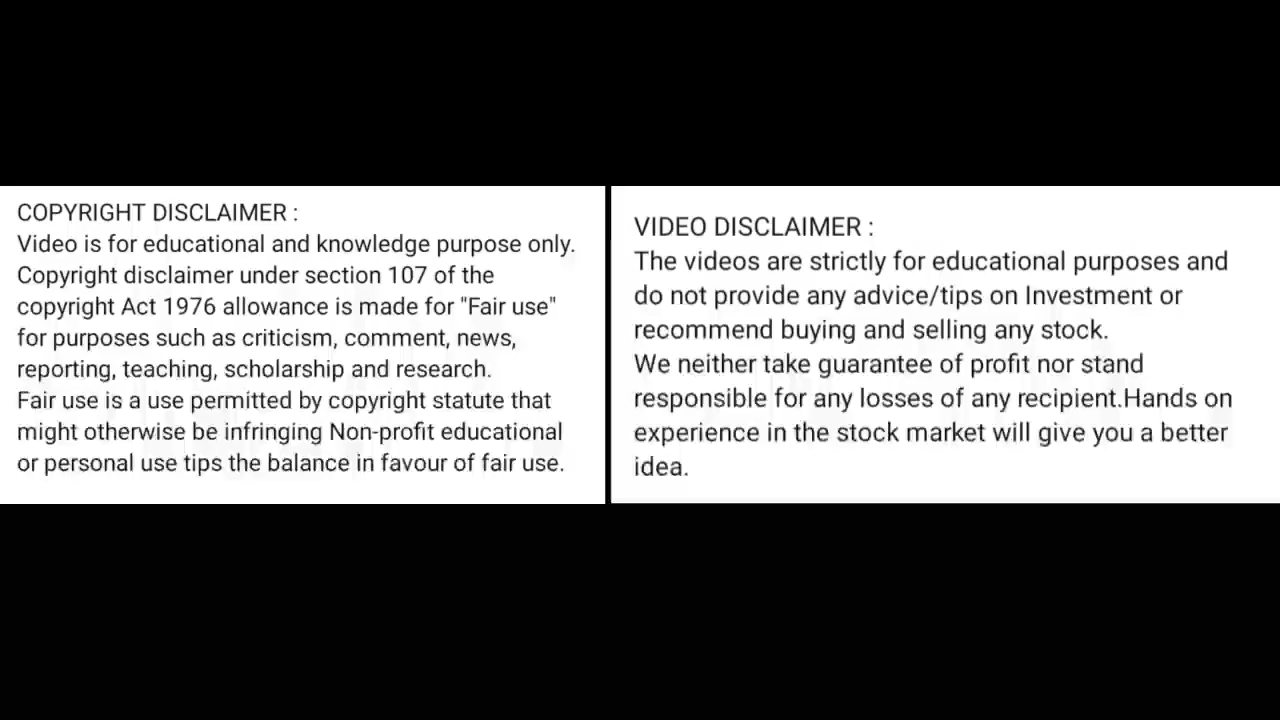 COPYRIGHT DISCLAIMER :
Video is for educational and knowledge purpose only.
Copyright disclaimer under section 107 of the
copyright Act 1976 allowance is made for "Fair use"
for purposes such as criticism, comment, news,
reporting, teaching, scholarship and research.
Fair use is a use permitted by copyright statute that
might otherwise be infringing Non-profit educational
or personal use tips the balance in favour of fair use.
VIDEO DISCLAIMER :
The videos are strictly for educational purposes and
do not provide any advice/tips on Investment or
recommend buying and selling any stock.
We neither take guarantee of profit nor stand
responsible for any losses of any recipient.Hands on
experience in the stock market will give you a better
idea.